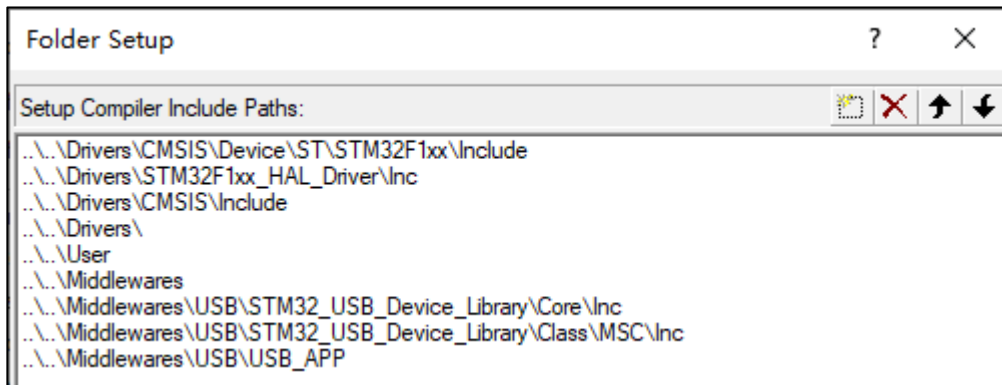 Folder Setup
?
Setup Compiler Include Paths:
..\..\Drivers\CMSIS\Device\ST\STM32F1xx\Include
..\..\Drivers\STM32F1xx_HAL_Driver\Inc
..\..\Drivers\CMSIS\Include
..\..\Drivers\
..\..\User
..\..\Middlewares
..\..\Middlewares\USB\STM32_USB_Device_Library\Core\Inc
..\..\Middlewares\USB\STM32_USB_Device_Library\Class\MSC\Inc
..\..\Middlewares\USB\USB_APP